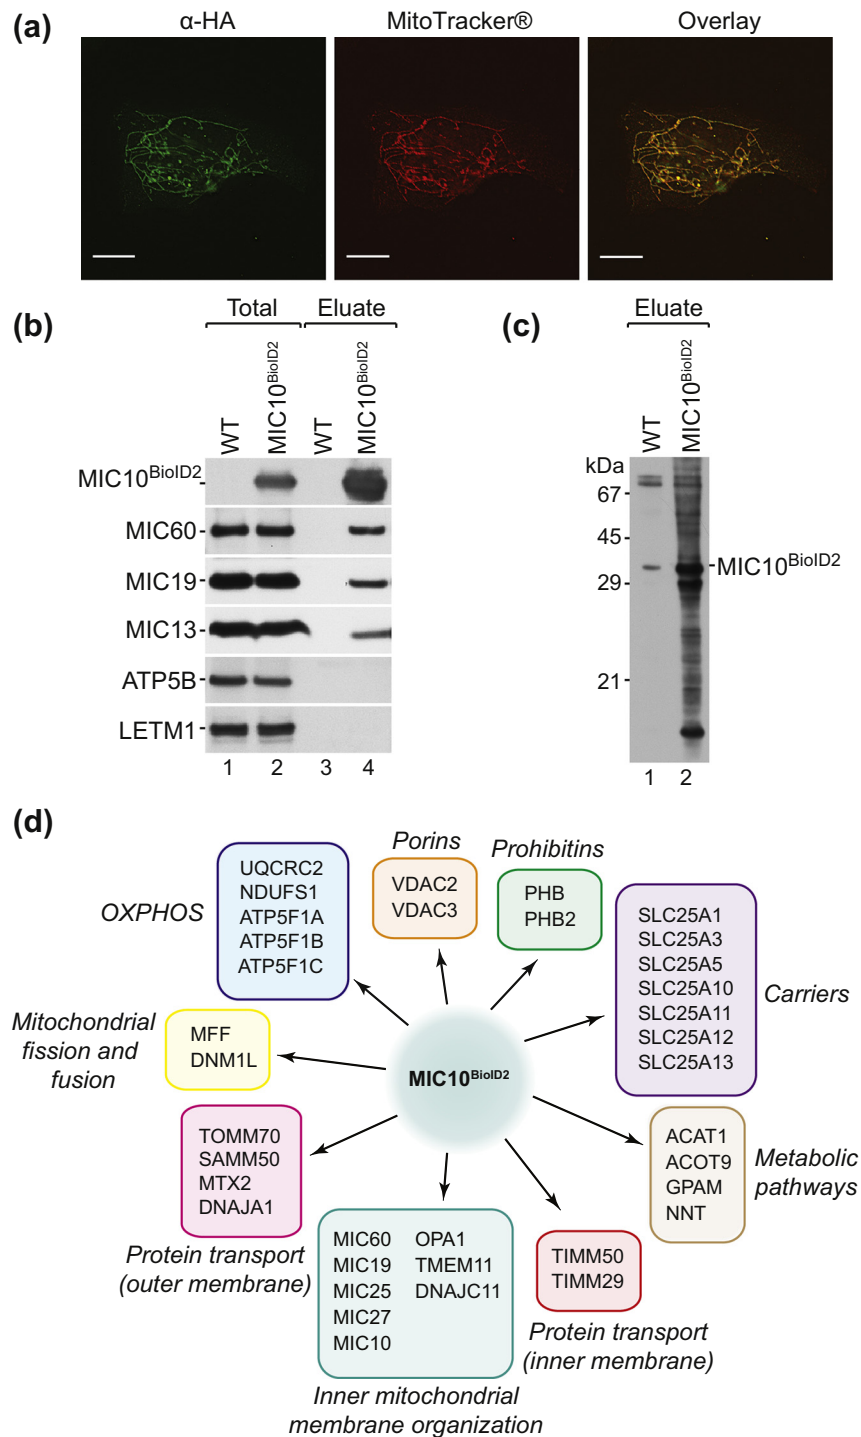 (a)
α-HA
MitoTracker®
Overlay
(b)
Total
Eluate
WT
MIC10BioID2
WT
MIC10BioID2
MIC10BioID2
MIC60
MIC19
MIC13
ATP5B
LETM1
1 2 3 4
(c)
Eluate
WT
MIC10BioID2
kDa
67
45
29
21
MIC10BioID2
1 2
(d)
OXPHOS
UQCRC2
NDUFS1
ATP5F1A
ATP5F1B
ATP5F1C
Porins
VDAC2
VDAC3
Prohibitins
PHB
PHB2
SLC25A1
SLC25A3
SLC25A5
SLC25A10
SLC25A11
SLC25A12
SLC25A13
Carriers
Mitochondrial
fission and
fusion
MFF
DNM1L
MIC10BioID2
TOMM70
SAMM50
MTX2
DNAJA1
Protein transport
(outer membrane)
MIC60
MIC19
MIC25
MIC27
MIC10
OPA1
TMEM11
DNAJC11
Inner mitochondrial
membrane organization
TIMM50
TIMM29
Protein transport
(inner membrane)
ACAT1
ACOT9
GPAM
NNT
Metabolic
pathways